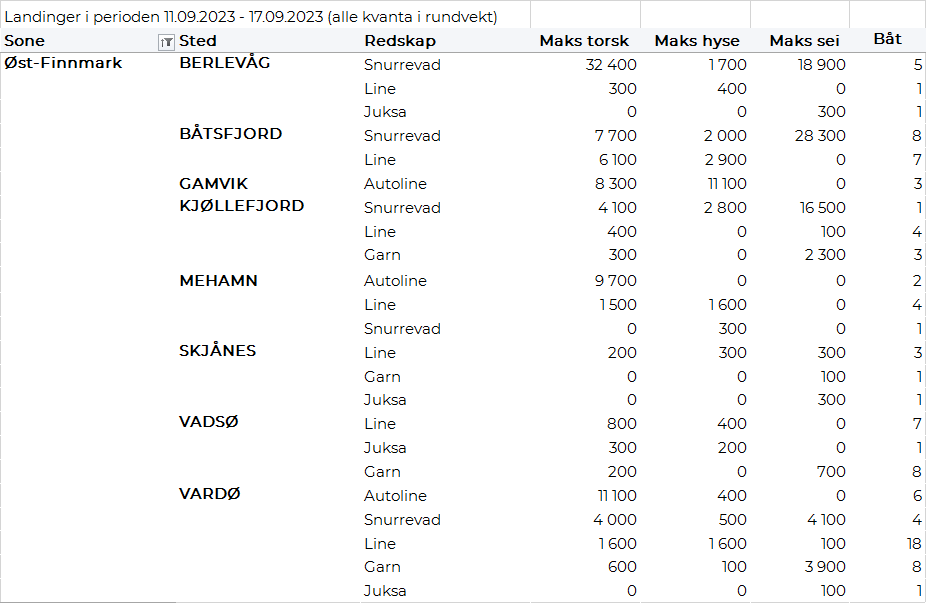 Landinger i perioden 11.09.2023 - 17.09.2023 (alle kvanta i rundvekt)
Sone Sted Redskap Maks torsk Maks hyse Maks sei Båt
Øst-Finnmark BERLEVÅG Snurrevad 32 400 1 700 18 900 5
Line 300 400 0 1
Juksa 0 0 300 1
BÅTSFJORD Snurrevad 7 700 2 000 28 300 8
Line 6 100 2 900 0 7
GAMVIK Autoline 8 300 11 100 0 3
KJØLLEFJORD Snurrevad 4 100 2 800 16 500 1
Line 400 0 100 4
Garn 300 0 2 300 3
MEHAMN Autoline 9 700 0 0 2
Line 1 500 1 600 0 4
Snurrevad 0 300 0 1
SKJÅNES Line 200 300 300 3
Garn 0 0 100 1
Juksa 0 0 300 1
VADSØ Line 800 400 0 7
Juksa 300 200 0 1
Garn 200 0 700 8
VARDØ Autoline 11 100 400 0 6
Snurrevad 4 000 500 4 100 4
Line 1 600 1 600 100 18
Garn 600 100 3 900 8
Juksa 0 0 100 1